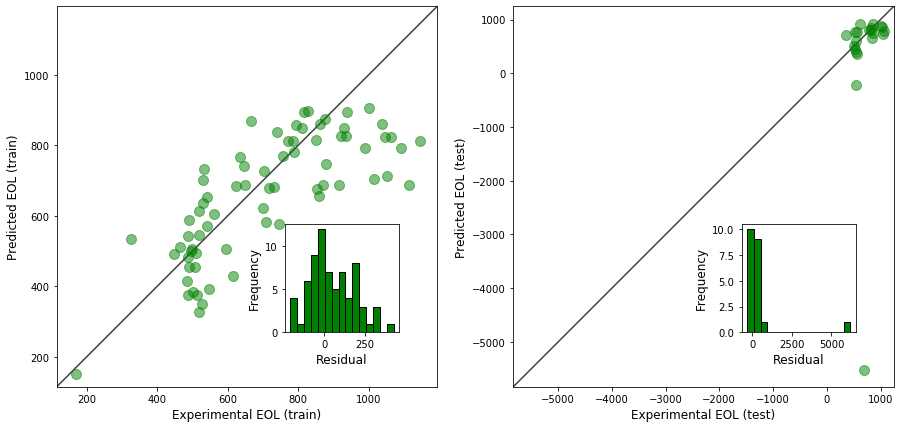 1000
800
600
400
200
Predicted EOL (train)
200 400 600 800 1000
Experimental EOL (train)
10
5
0
Frequency
0 250
Residual
1000
0
−1000
−2000
−3000
−4000
−5000
Predicted EOL (test)
−5000 −4000 −3000 −2000 −1000 0 1000
Experimental EOL (test)
10.0
7.5
5.0
2.5
0.0
Frequency
0 2500 5000
Residual